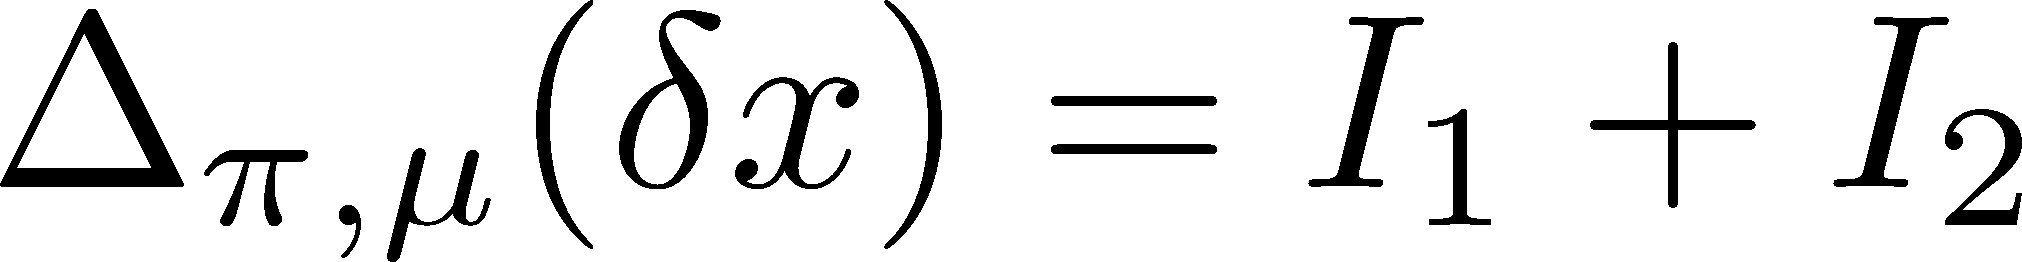 Δ_{π,μ}(δx) = I_1 + I_2